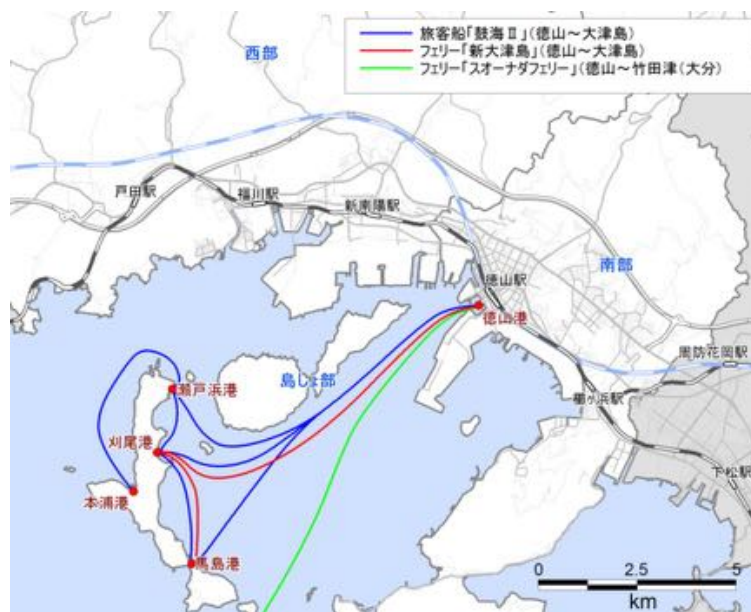 旅客船「鼓海Ⅱ」(徳山～大津島)
フェリー「新大津島」(徳山～大津島)
フェリー「スオーナダフェリー」(徳山～竹田津(大分)
西部
戸田駅
福川駅
新南陽駅
徳山駅
南部
徳山港
周防花岡駅
櫛ヶ浜駅
島しょ部
瀬戸浜港
刈尾港
本浦港
下松駅
馬島港
0 2.5 5
km